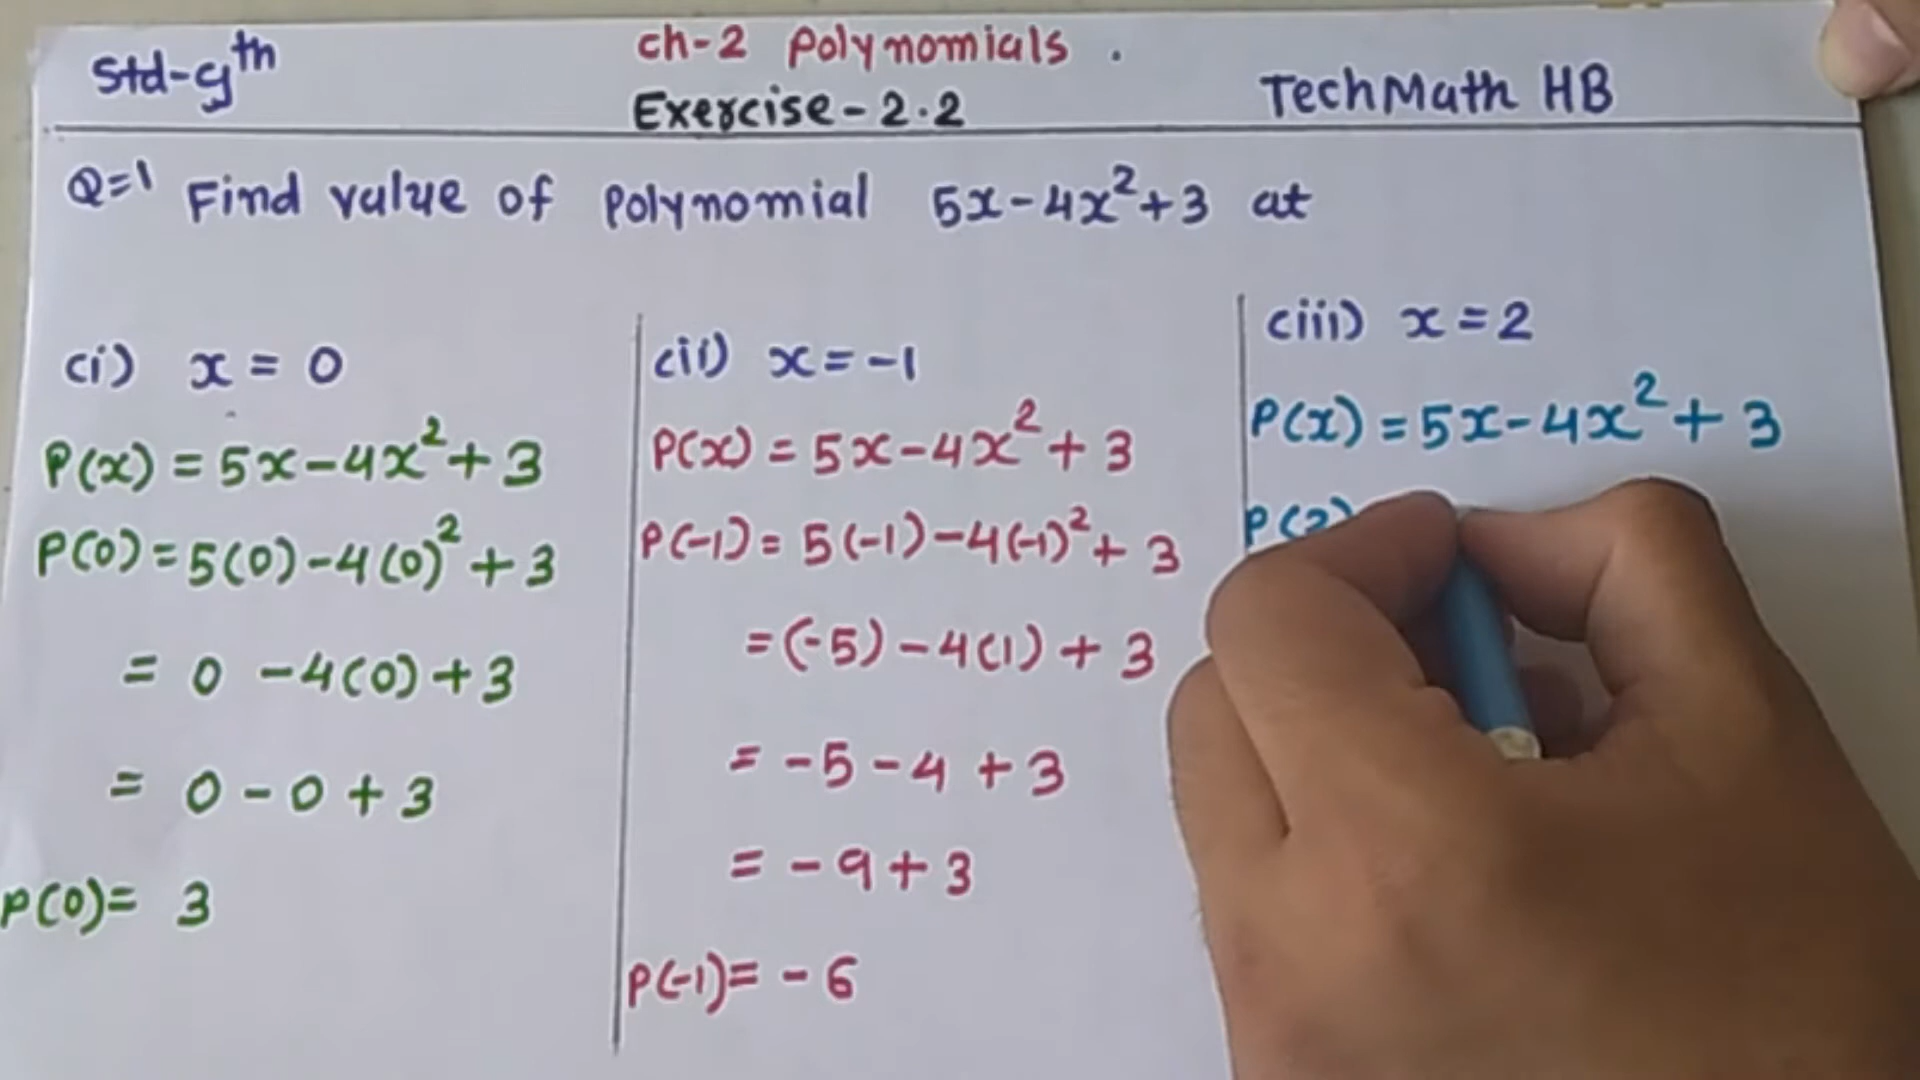 Std-9th
ch-2 Polynomials.
Exercise-2.2
TechMath HB
Q=1 Find value of Polynomial 5x-4x²+3 at
(i) x = 0
P(x) = 5x-4x²+3
P(0)=5(0)-4(0)²+3
= 0 -4(0)+3
= 0-0+3
P(0)= 3
(ii) x=-1
P(x) = 5x-4x²+3
P(-1)= 5(-1)-4(-1)²+3
=(-5)-4(1)+3
= -5-4+3
= -9+3
P(-1)= -6
(iii) x=2
P(x)=5x-4x²+3
P(2)